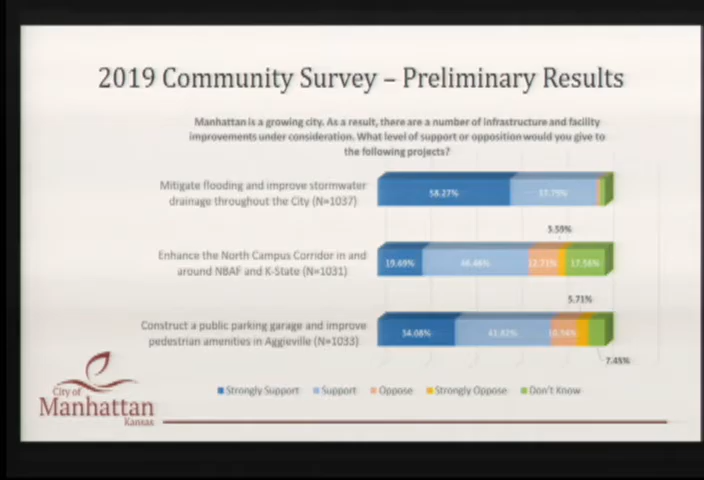 2019 Community Survey – Preliminary Results
Manhattan is a growing city. As a result, there are a number of infrastructure and facility
improvements under consideration. What level of support or opposition would you give to
the following projects?
Mitigate flooding and improve stormwater
drainage throughout the City (N=1037)
58.27%
37.79%
5.59%
Enhance the North Campus Corridor in and
around NBAF and K-State (N=1031)
19.69%
12.71%
17.56%
5.71%
Construct a public parking garage and improve
pedestrian amenities in Aggieville (N=1033)
34.08%
7.45%
Strongly Support Support Oppose Strongly Oppose Don't Know
City of
Manhattan
Kansas